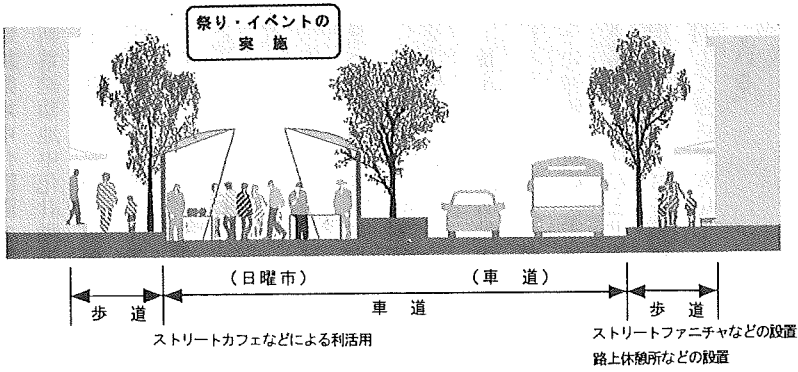 祭り・イベントの
実 施
(日曜市)
(車 道)
歩 道
車 道
歩 道
ストリートカフェなどによる利活用
ストリートファニチャなどの設置
路上休憩所などの設置